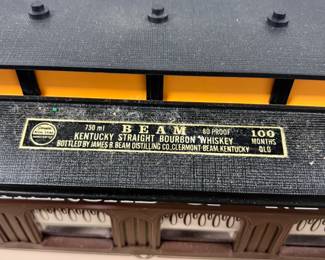 750 ml BEAM 80 PROOF 100
KENTUCKY STRAIGHT BOURBON WHISKEY MONTHS
BOTTLED BY JAMES B. BEAM DISTILLING CO., CLERMONT-BEAM, KENTUCKY OLD